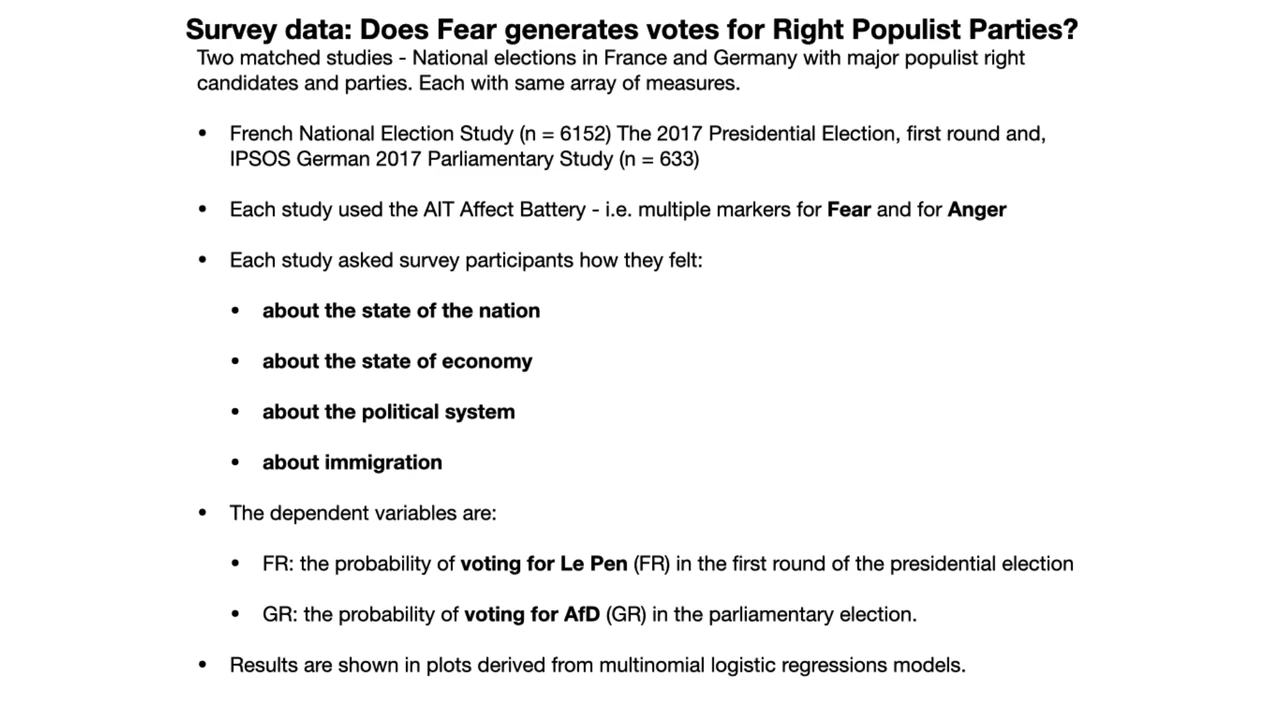 Survey data: Does Fear generates votes for Right Populist Parties?
Two matched studies - National elections in France and Germany with major populist right
candidates and parties. Each with same array of measures.
• French National Election Study (n = 6152) The 2017 Presidential Election, first round and,
IPSOS German 2017 Parliamentary Study (n = 633)
• Each study used the AIT Affect Battery - i.e. multiple markers for Fear and for Anger
• Each study asked survey participants how they felt:
• about the state of the nation
• about the state of economy
• about the political system
• about immigration
• The dependent variables are:
• FR: the probability of voting for Le Pen (FR) in the first round of the presidential election
• GR: the probability of voting for AfD (GR) in the parliamentary election.
• Results are shown in plots derived from multinomial logistic regressions models.